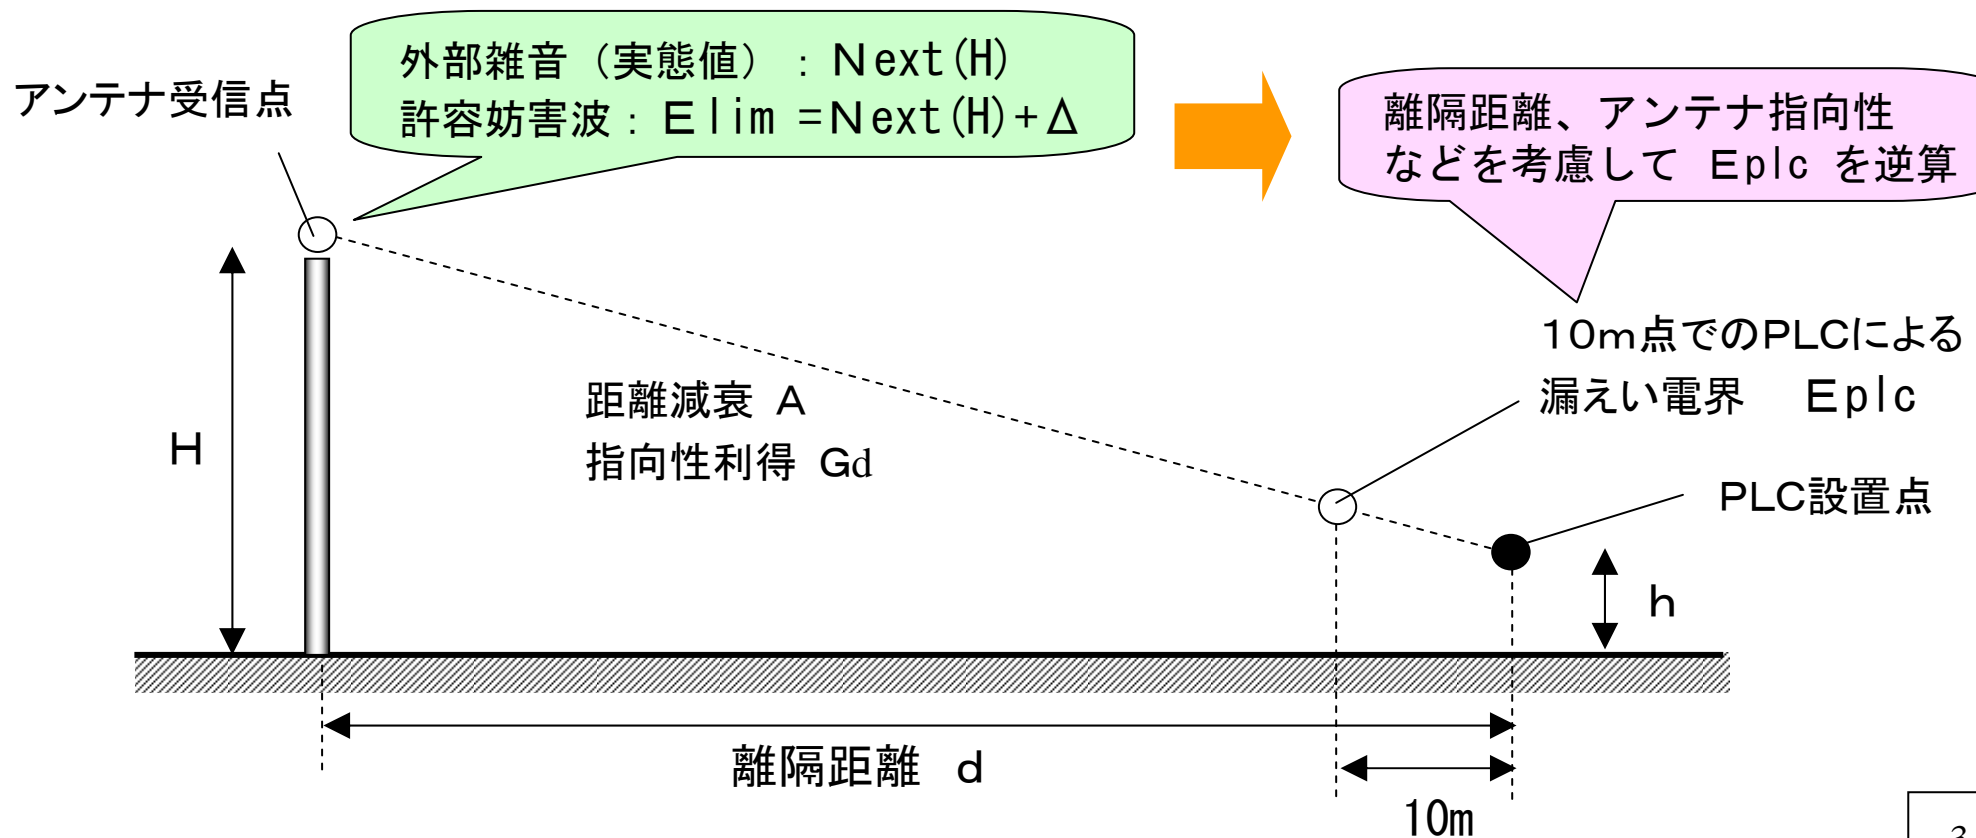 外部雑音（実態値）：Next(H)
許容妨害波：Elim =Next(H)+Δ
アンテナ受信点
離隔距離、アンテナ指向性
などを考慮して Eplc を逆算
10m点でのPLCによる
漏えい電界 Eplc
距離減衰 A
指向性利得 Gd
PLC設置点
H
h
離隔距離 d
10m
3